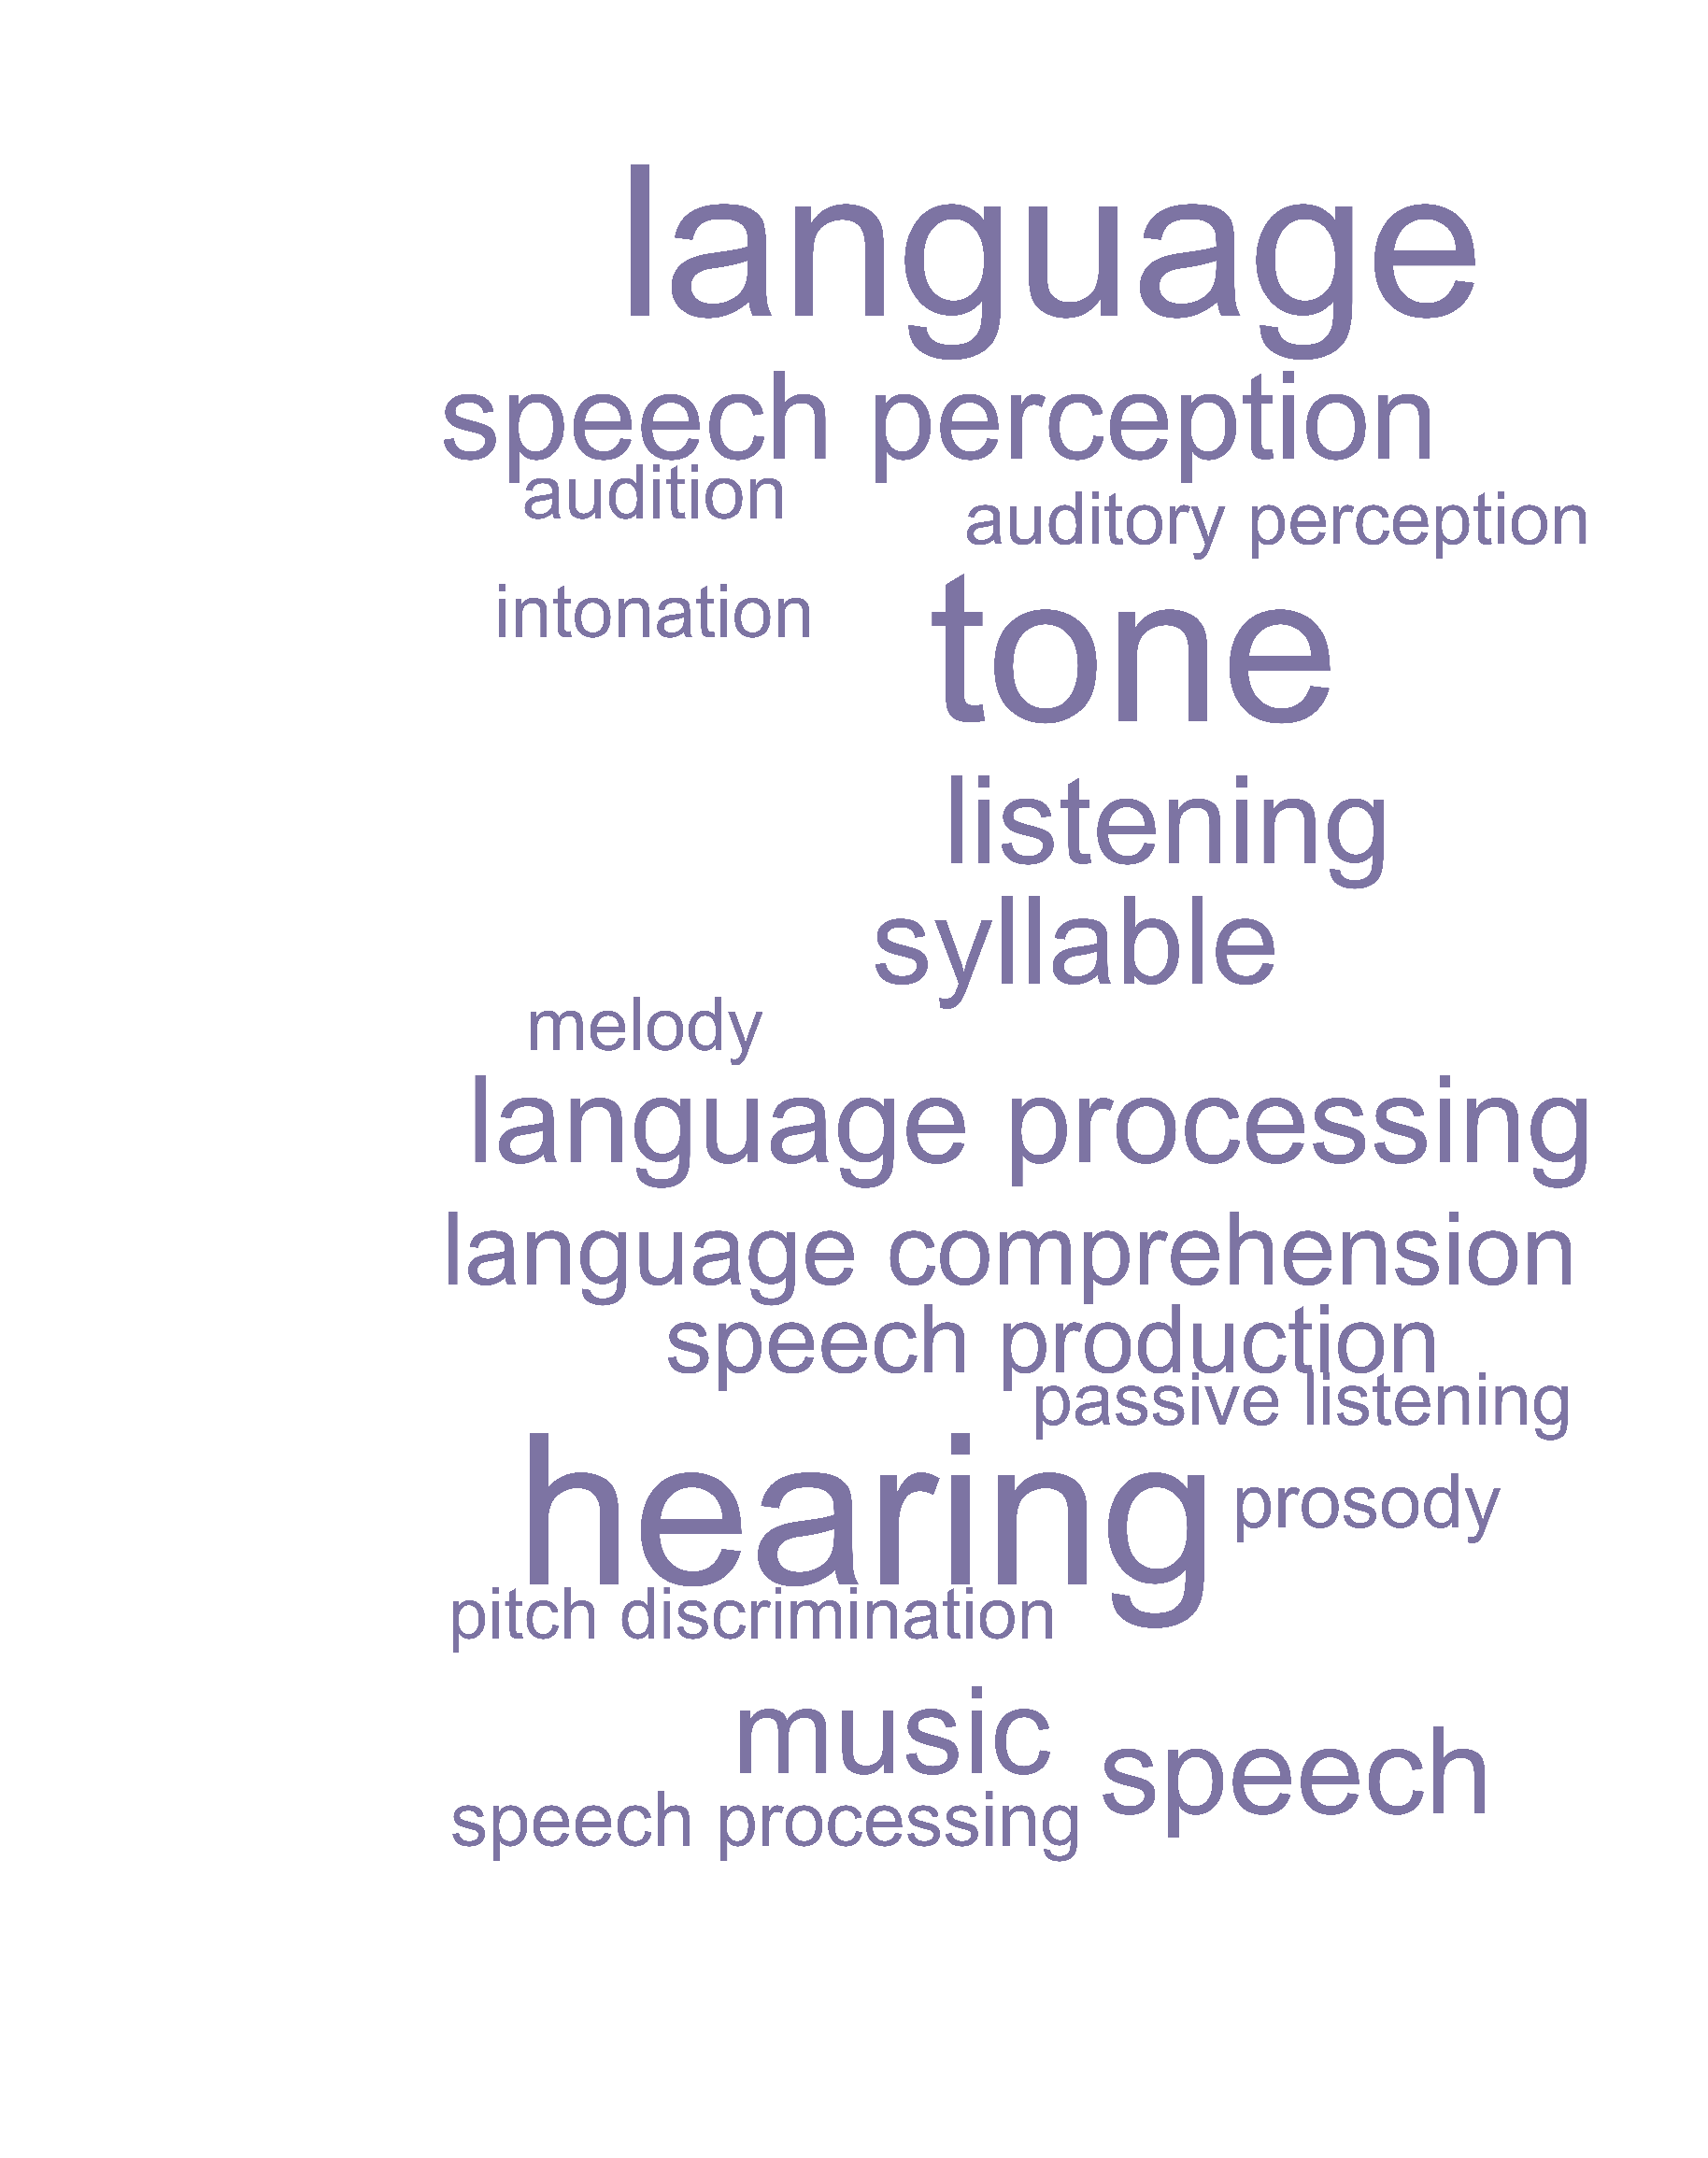 language
speech perception
audition
auditory perception
intonation
tone
listening
syllable
melody
language processing
language comprehension
speech production
passive listening
hearing
prosody
pitch discrimination
music
speech
speech processing